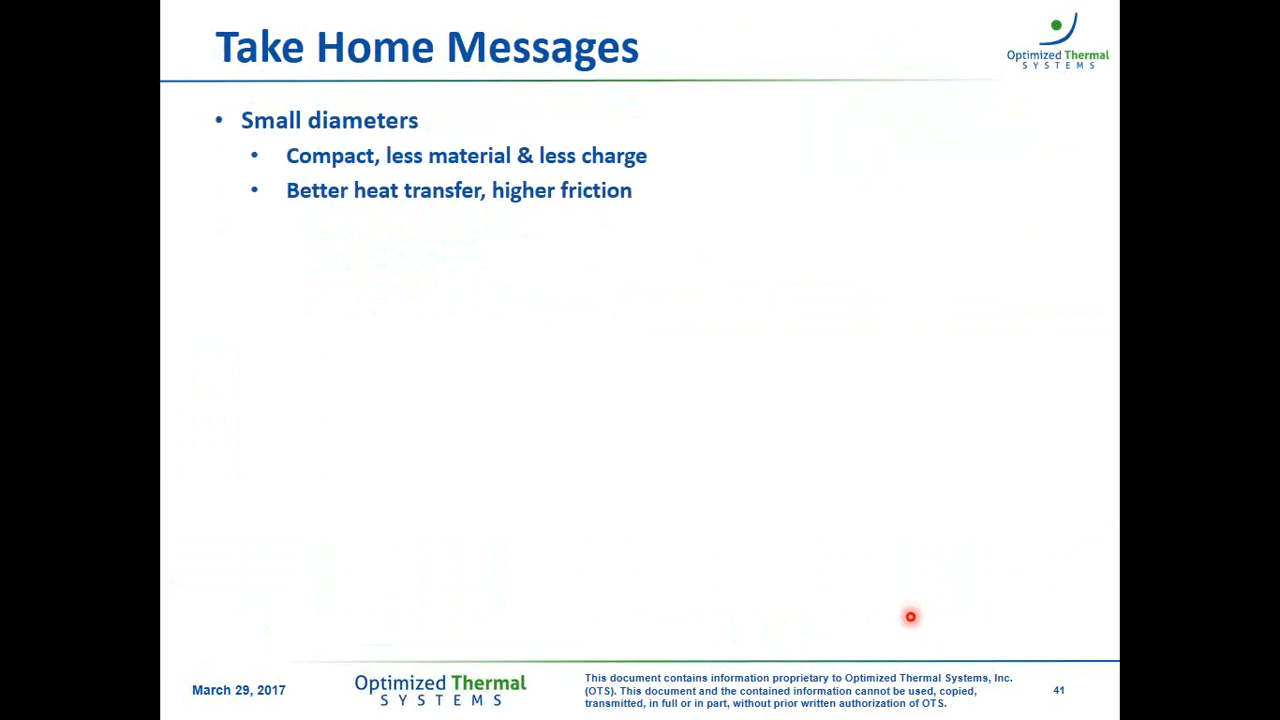 Take Home Messages
Optimized Thermal
SYSTEMS
• Small diameters
• Compact, less material & less charge
• Better heat transfer, higher friction
March 29, 2017
Optimized Thermal
SYSTEMS
This document contains information proprietary to Optimized Thermal Systems, Inc.
(OTS). This document and the contained information cannot be used, copied,
transmitted, in full or in part, without prior written authorization of OTS.
41